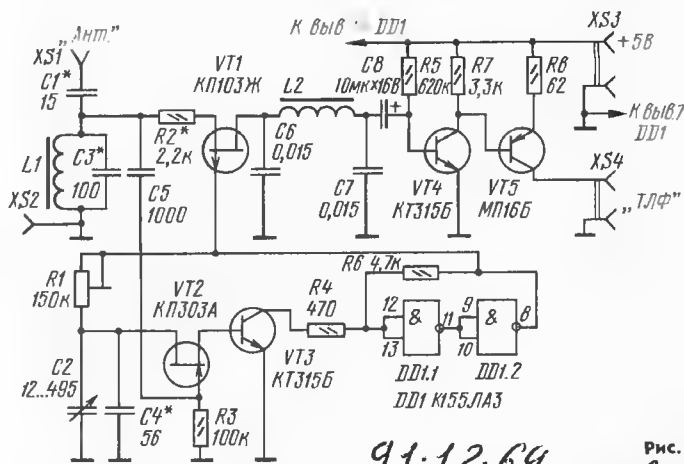 „Ант."
XS1
C1*
15
L1
C3*
100
XS2
R2*
2,2к
C5
1000
VT1
КП103Ж
L2
C6
0,015
C7
0,015
C8
10мк×16В
+
К выв DD1
R5
620к
R7
3,3к
R8
62
VT4
КТ315Б
VT5
МП16Б
XS3
+5В
К выв.7
DD1
XS4
„ТЛФ"
R1
150к
C2
12...495
C4*
56
VT2
КП303А
R3
100к
VT3
КТ315Б
R4
470
R6 4,7к
12
13
&
11
9
10
&
8
DD1.1
DD1.2
DD1 К155ЛА3
91·12·69
Рис.